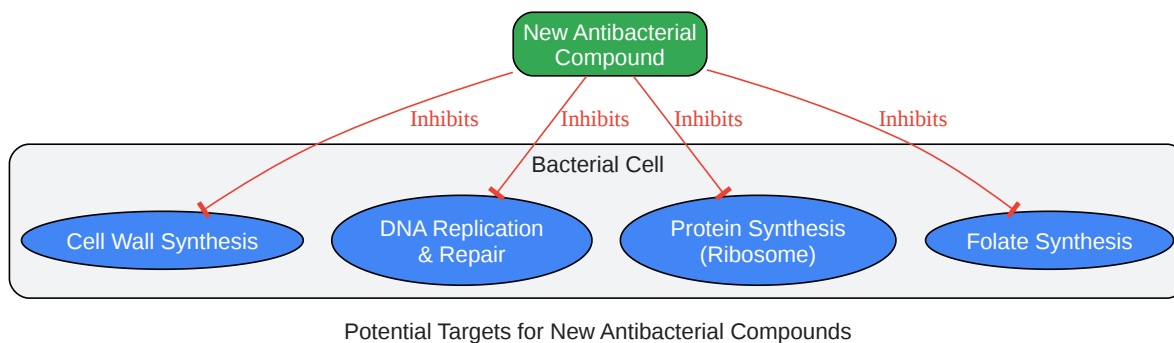 New Antibacterial
Compound
Inhibits
Inhibits
Inhibits
Inhibits
Bacterial Cell
Cell Wall Synthesis
DNA Replication
& Repair
Protein Synthesis
(Ribosome)
Folate Synthesis
Potential Targets for New Antibacterial Compounds